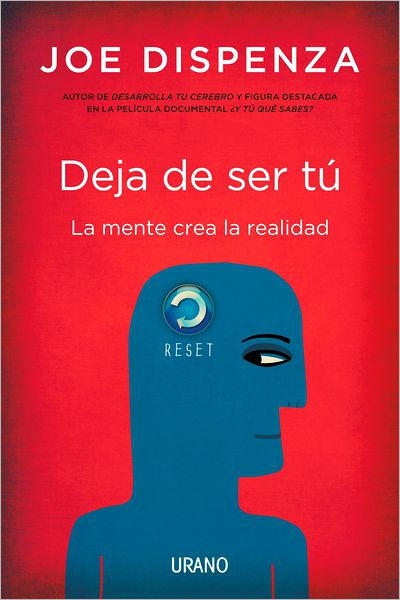 JOE DISPENZA
AUTOR DE DESARROLLA TU CEREBRO Y FIGURA DESTACADA
EN LA PELÍCULA DOCUMENTAL ¿Y TÚ QUÉ SABES?
Deja de ser tú
La mente crea la realidad
RESET
URANO